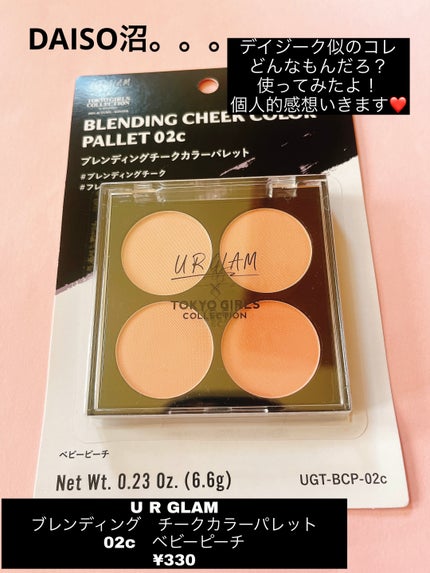 DAISO沼。。。
デイジーク似のコレ
どんなもんだろ？
使ってみたよ！
個人的感想いきます❤️
TOKYO GIRLS
COLLECTION
BLENDING CHEEK COLOR
PALLET 02c
ブレンディングチークカラーパレット
#ブレンディングチーク
#フレ
U R GLAM
×
TOKYO GIRLS
COLLECTION
ベビーピーチ
Net Wt. 0.23 Oz. (6.6g)
UGT-BCP-02c
U R GLAM
ブレンディング　チークカラーパレット
02c　ベビーピーチ
¥330